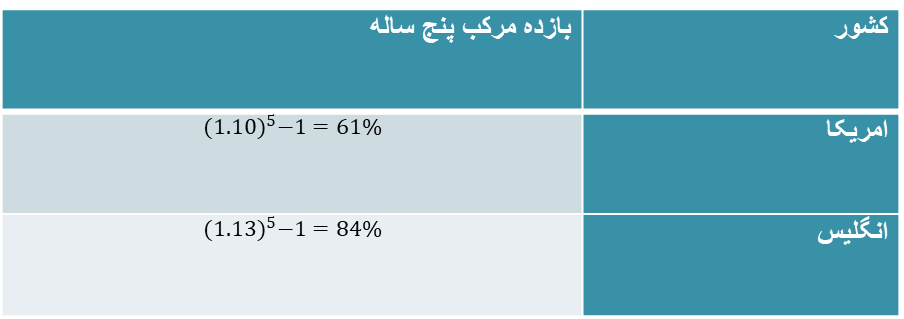 کشور
بازده مرکب پنج ساله
امریکا
(1.10)⁵−1 = 61%
انگلیس
(1.13)⁵−1 = 84%